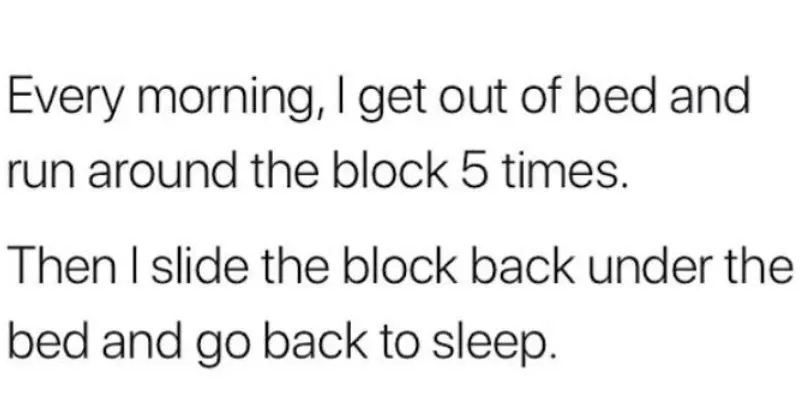 Every morning, I get out of bed and
run around the block 5 times.
Then I slide the block back under the
bed and go back to sleep.